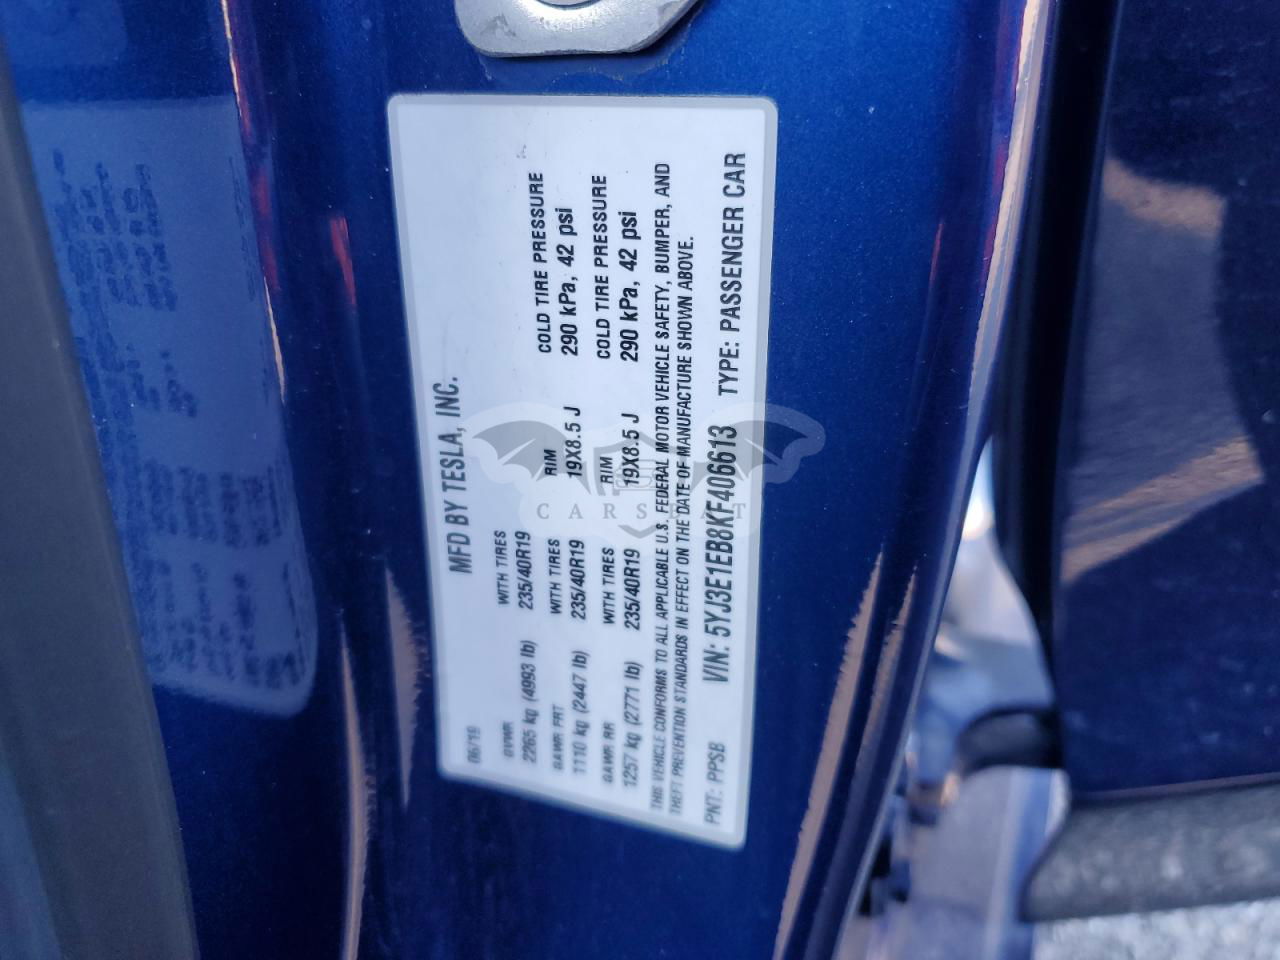 MFD BY TESLA, INC.
06/19
GVWR WITH TIRES RIM COLD TIRE PRESSURE
2265 kg (4993 lb) 235/40R19 19X8.5 J 290 kPa, 42 psi
GAWR FRT WITH TIRES RIM COLD TIRE PRESSURE
1110 kg (2447 lb) 235/40R19 19X8.5 J 290 kPa, 42 psi
GAWR RR WITH TIRES
1257 kg (2771 lb) 235/40R19
THIS VEHICLE CONFORMS TO ALL APPLICABLE U.S. FEDERAL MOTOR VEHICLE SAFETY, BUMPER, AND
THEFT PREVENTION STANDARDS IN EFFECT ON THE DATE OF MANUFACTURE SHOWN ABOVE.
VIN: 5YJ3E1EB8KF406613 TYPE: PASSENGER CAR
PNT: PPSB
CARSEAT